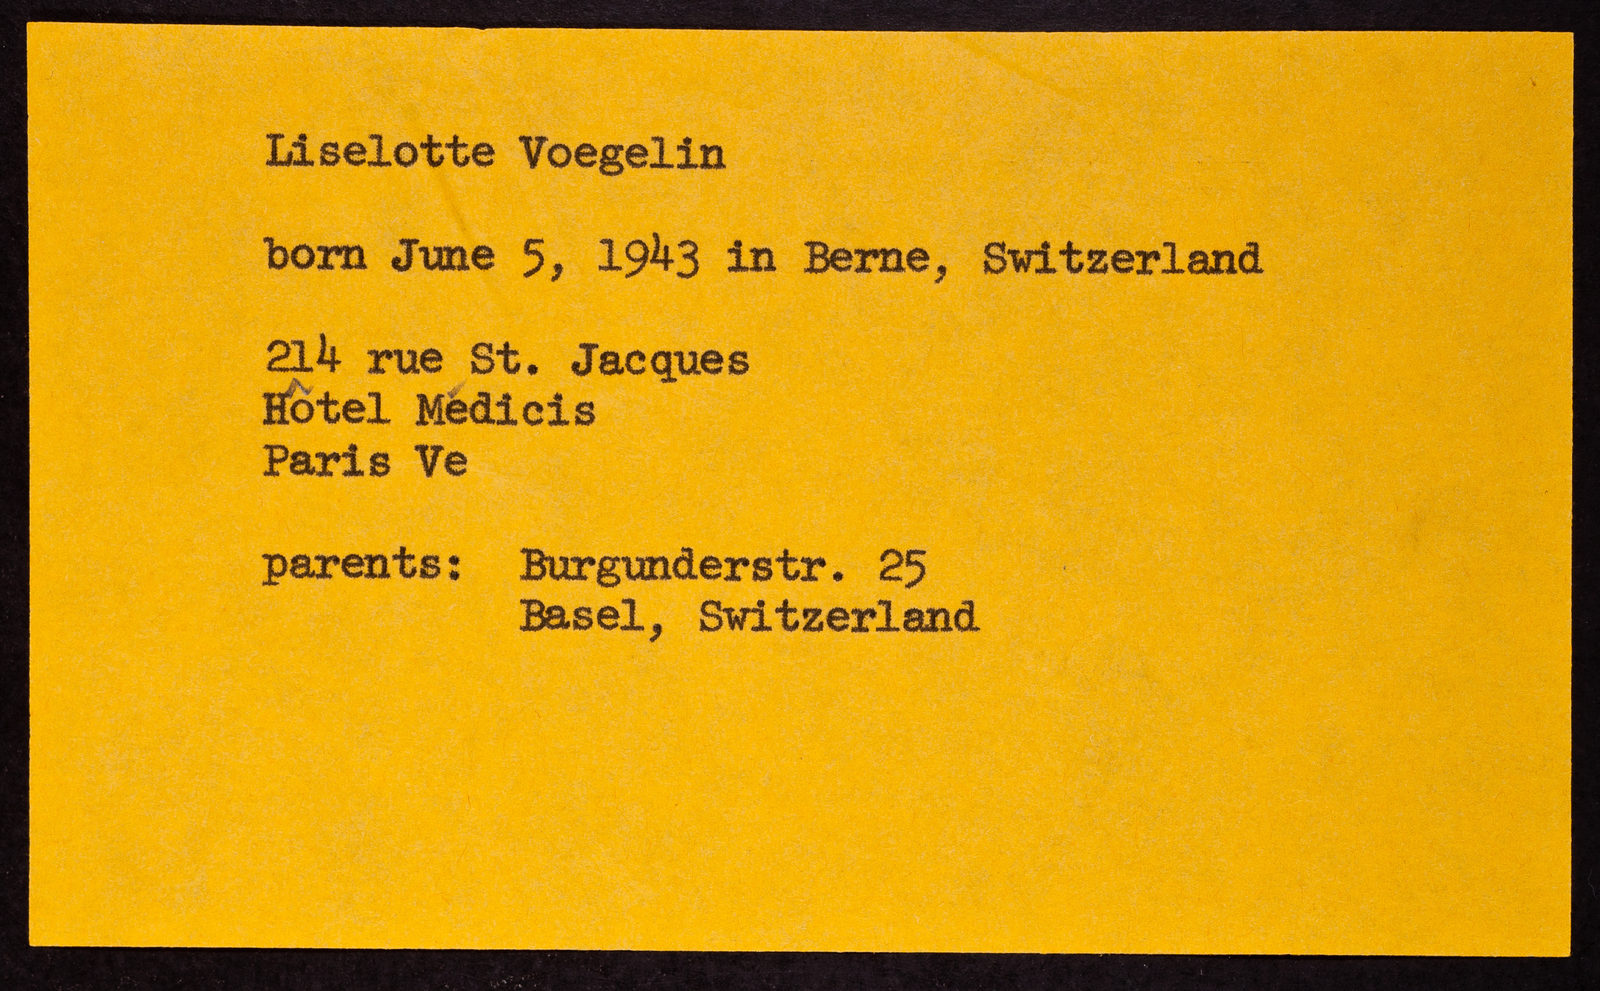 Liselotte Voegelin
born June 5, 1943 in Berne, Switzerland
214 rue St. Jacques
Hôtel Médicis
Paris Ve
parents: Burgunderstr. 25
Basel, Switzerland